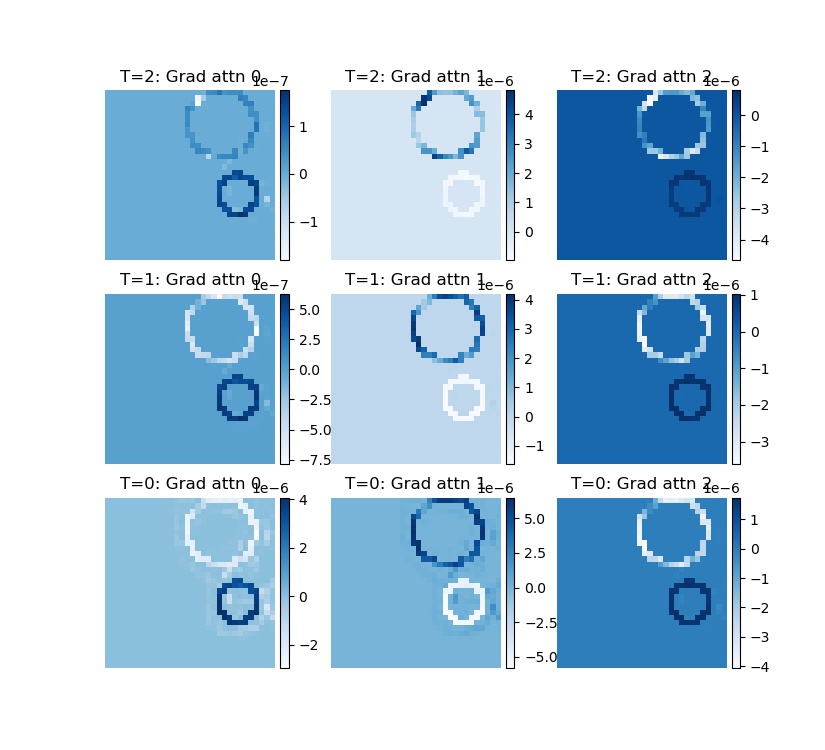 T=2: Grad attn 0
1e−7
1
0
−1
T=2: Grad attn 1
1e−6
4
3
2
1
0
T=2: Grad attn 2
1e−6
0
−1
−2
−3
−4
T=1: Grad attn 0
1e−7
5.0
2.5
0.0
−2.5
−5.0
−7.5
T=1: Grad attn 1
1e−6
4
3
2
1
0
−1
T=1: Grad attn 2
1e−6
1
0
−1
−2
−3
T=0: Grad attn 0
1e−6
4
2
0
−2
T=0: Grad attn 1
1e−6
5.0
2.5
0.0
−2.5
−5.0
T=0: Grad attn 2
1e−6
1
0
−1
−2
−3
−4